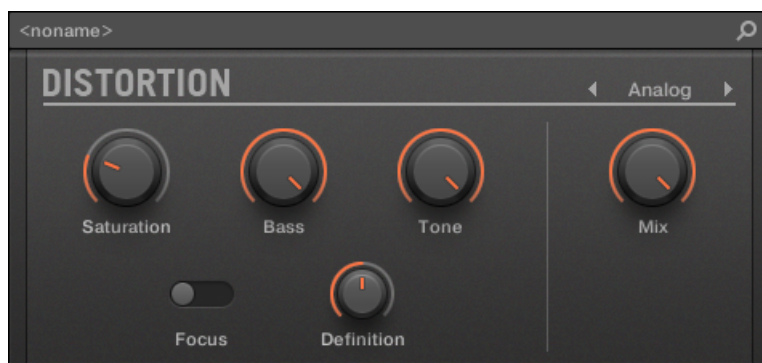 <noname>
DISTORTION
Analog
Saturation
Bass
Tone
Mix
Focus
Definition